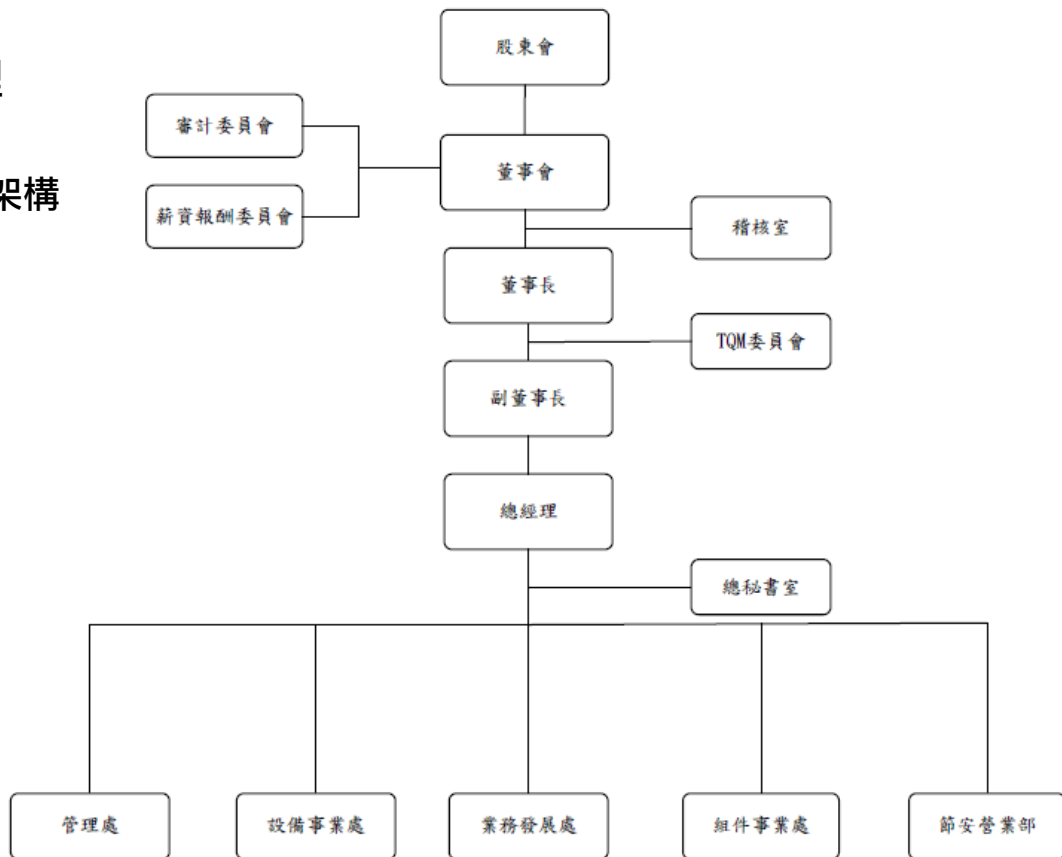 股東會
審計委員會
董事會
架構
薪資報酬委員會
稽核室
董事長
TQM委員會
副董事長
總經理
總秘書室
管理處
設備事業處
業務發展處
組件事業處
節安營業部